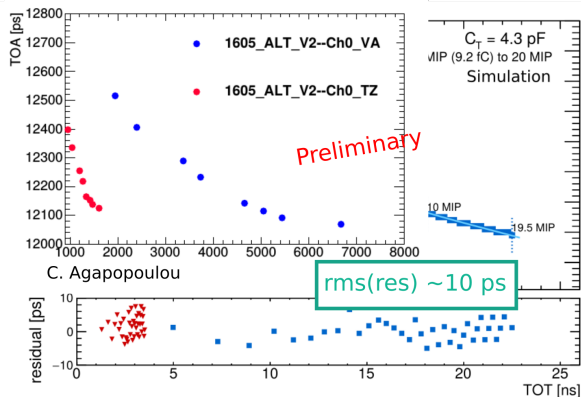 TOA [ps]
12800
12700
12600
12500
12400
12300
12200
12100
12000
1605_ALT_V2--Ch0_VA
1605_ALT_V2--Ch0_TZ
Preliminary
1000 2000 3000 4000 5000 6000 7000 8000
C. Agapopoulou
C_T = 4.3 pF
MIP (9.2 fC) to 20 MIP
Simulation
10 MIP
19.5 MIP
rms(res) ~10 ps
residual [ps]
10
0
−10
0 5 10 15 20 25
TOT [ns]